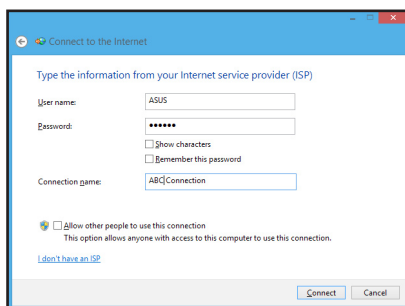 Connect to the Internet
Type the information from your Internet service provider (ISP)
User name: ASUS
Password: ••••••
Show characters
Remember this password
Connection name: ABC Connection
Allow other people to use this connection
This option allows anyone with access to this computer to use this connection.
I don't have an ISP
Connect Cancel